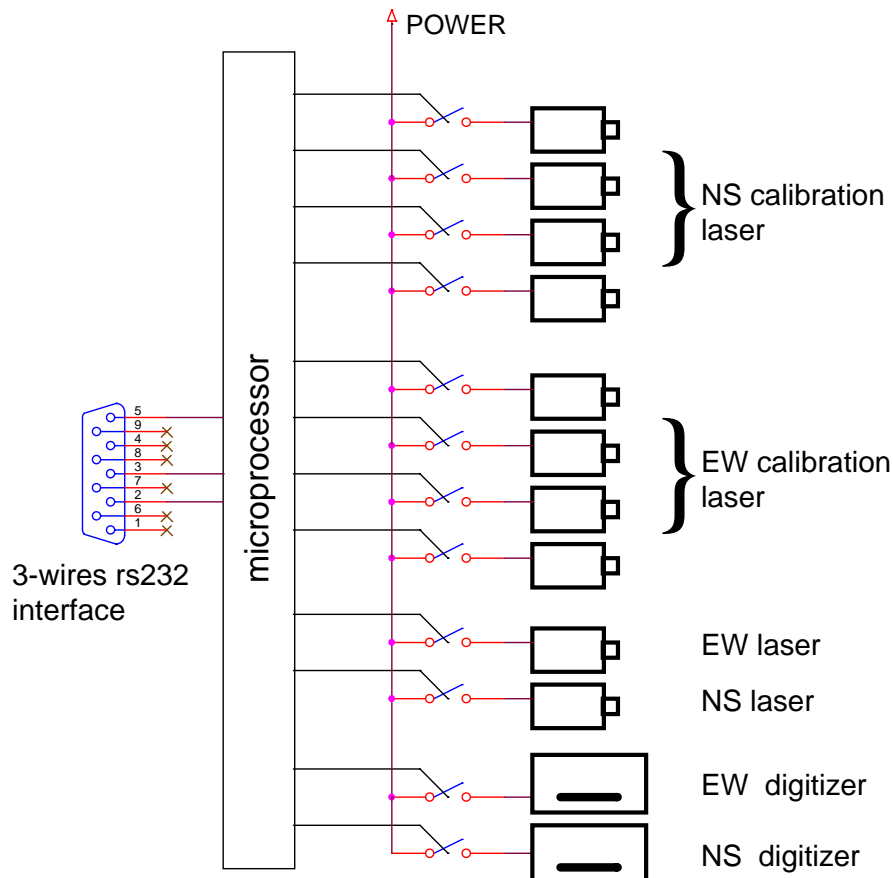 POWER
NS calibration
laser
microprocessor
5
9
4
8
3
7
2
6
1
EW calibration
laser
3-wires rs232
interface
EW laser
NS laser
EW digitizer
NS digitizer